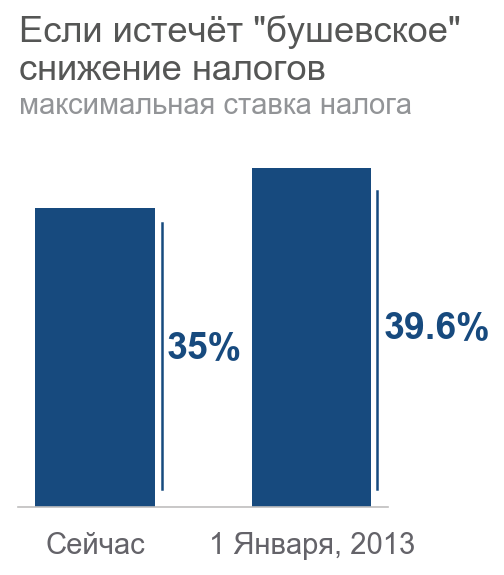 Если истечёт "бушевское"
снижение налогов
максимальная ставка налога
35%
39.6%
Сейчас
1 Января, 2013